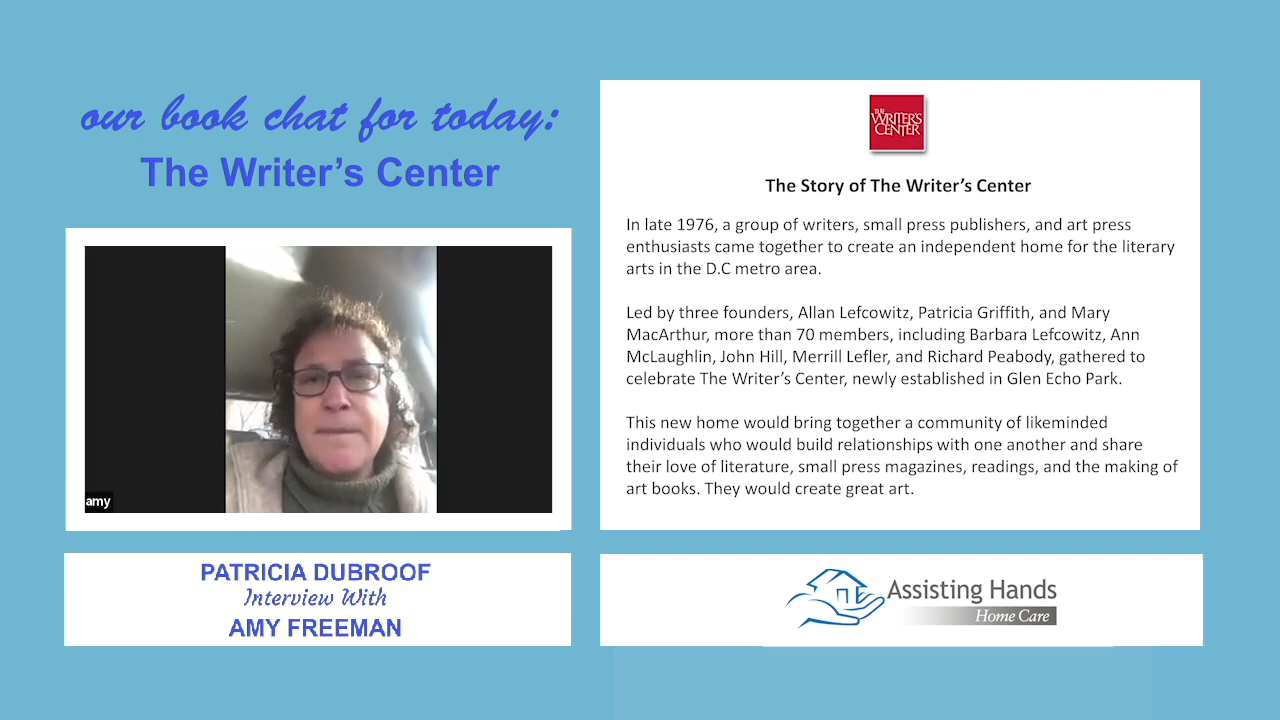 our book chat for today:
The Writer's Center
amy
PATRICIA DUBROOF
Interview With
AMY FREEMAN
THE
WRITER'S
CENTER
The Story of The Writer's Center
In late 1976, a group of writers, small press publishers, and art press
enthusiasts came together to create an independent home for the literary
arts in the D.C metro area.
Led by three founders, Allan Lefcowitz, Patricia Griffith, and Mary
MacArthur, more than 70 members, including Barbara Lefcowitz, Ann
McLaughlin, John Hill, Merrill Lefler, and Richard Peabody, gathered to
celebrate The Writer's Center, newly established in Glen Echo Park.
This new home would bring together a community of likeminded
individuals who would build relationships with one another and share
their love of literature, small press magazines, readings, and the making of
art books. They would create great art.
Assisting Hands
Home Care